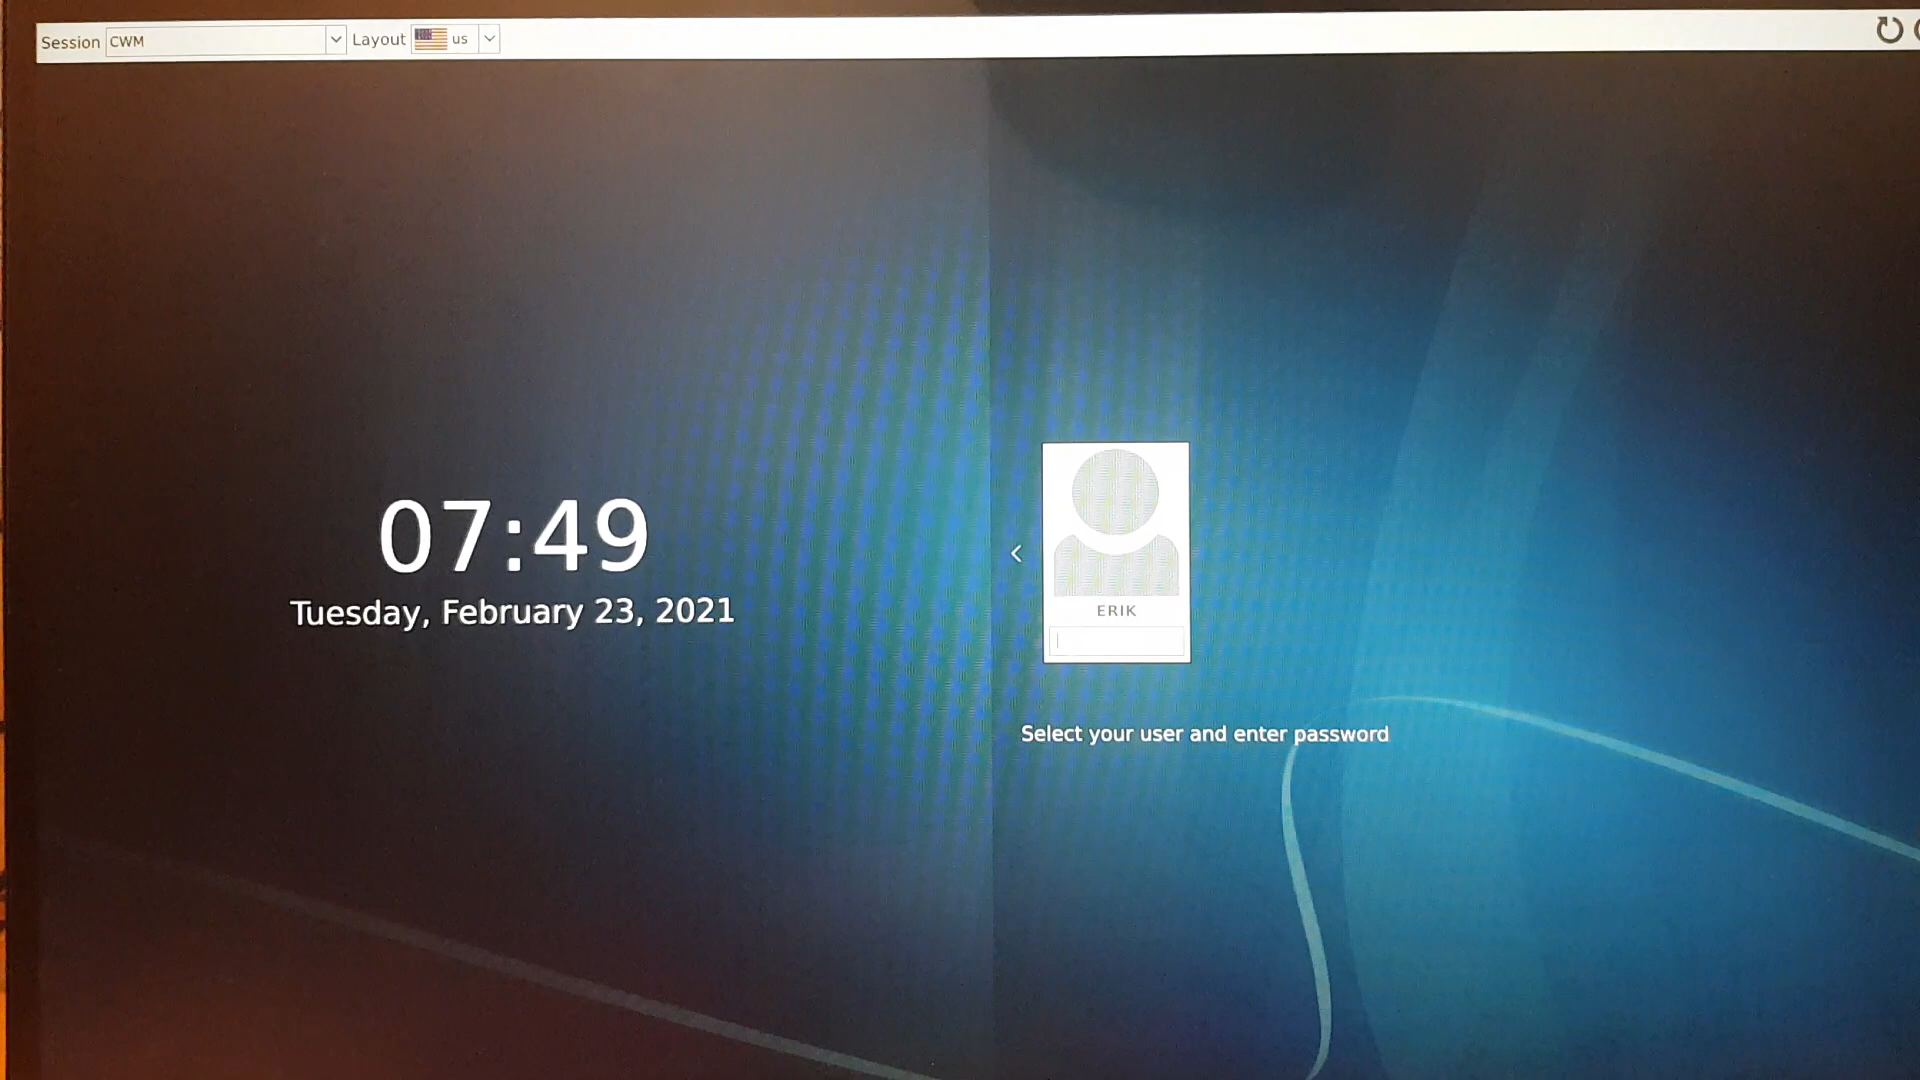 Session CWM Layout us
07:49
Tuesday, February 23, 2021
ERIK
Select your user and enter password